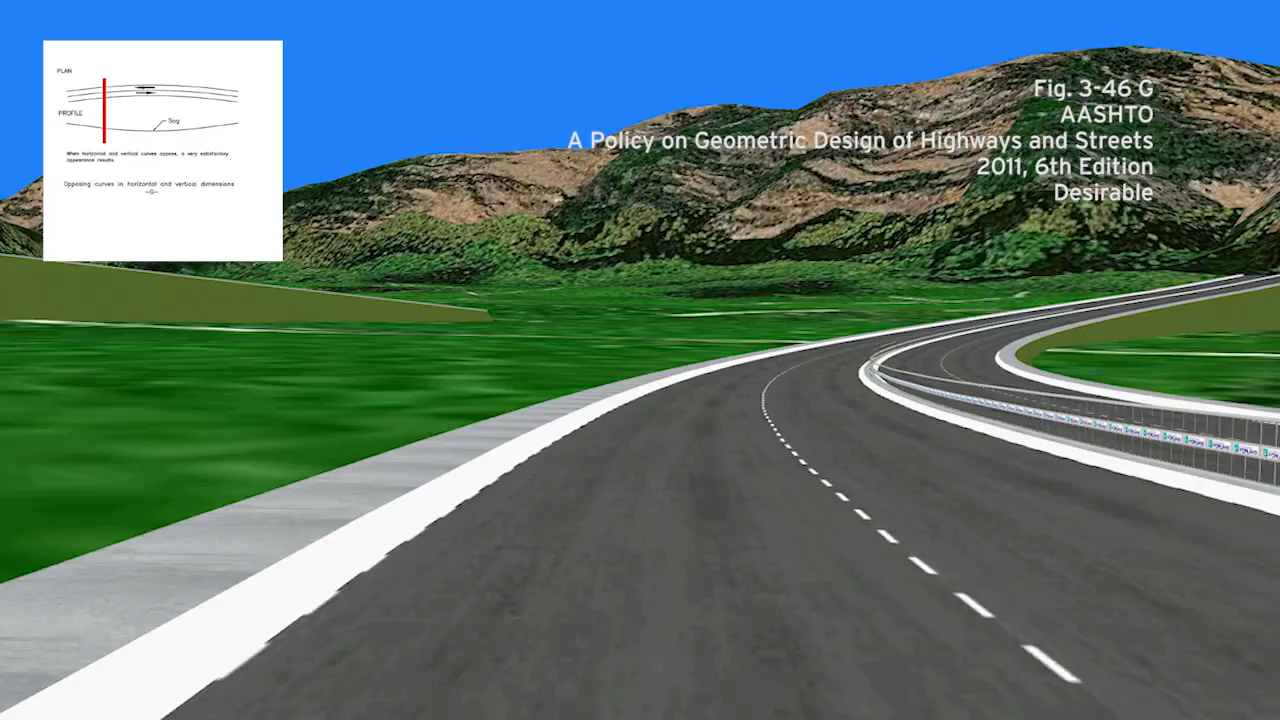 PLAN
PROFILE
Sag
When horizontal and vertical curves oppose, a very satisfactory
appearance results.
Opposing curves in horizontal and vertical dimensions
—G—
Fig. 3-46 G
AASHTO
A Policy on Geometric Design of Highways and Streets
2011, 6th Edition
Desirable